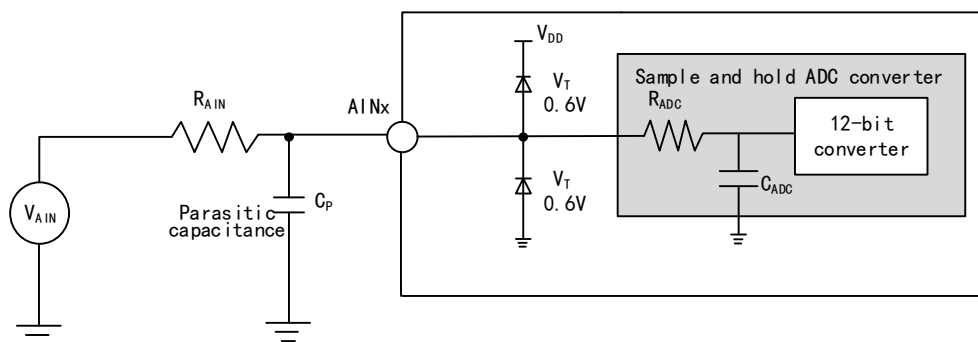 V_DD
Sample and hold ADC converter
V_T
0.6V
R_AIN
AINx
R_ADC
12-bit
converter
V_AIN
Parasitic
capacitance
C_P
V_T
0.6V
C_ADC